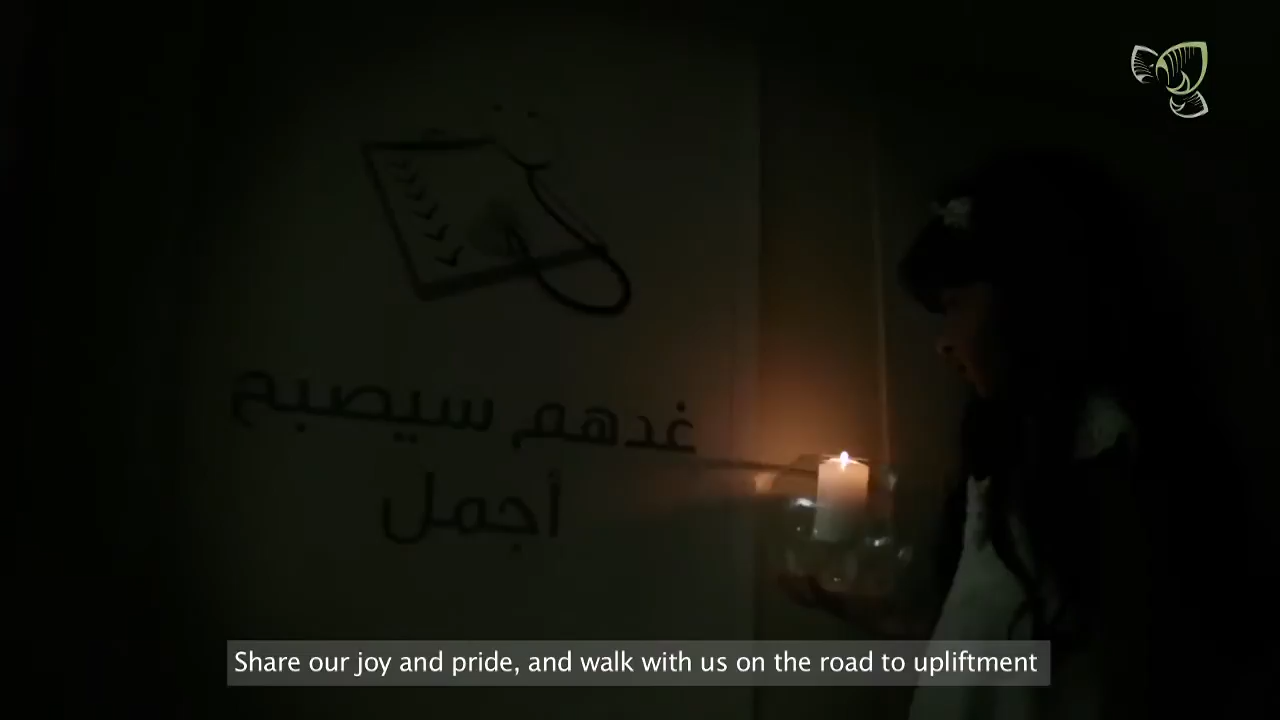 غدهم سيصبح
أجمل
Share our joy and pride, and walk with us on the road to upliftment